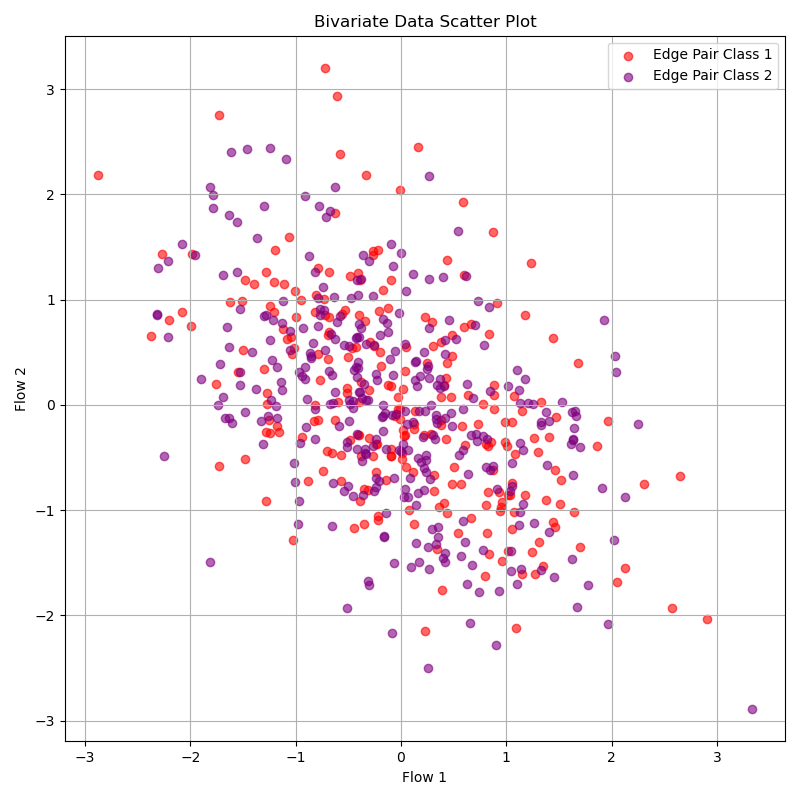 Bivariate Data Scatter Plot
Edge Pair Class 1
Edge Pair Class 2
Flow 2
3
2
1
0
−1
−2
−3
−3
−2
−1
0
1
2
3
Flow 1